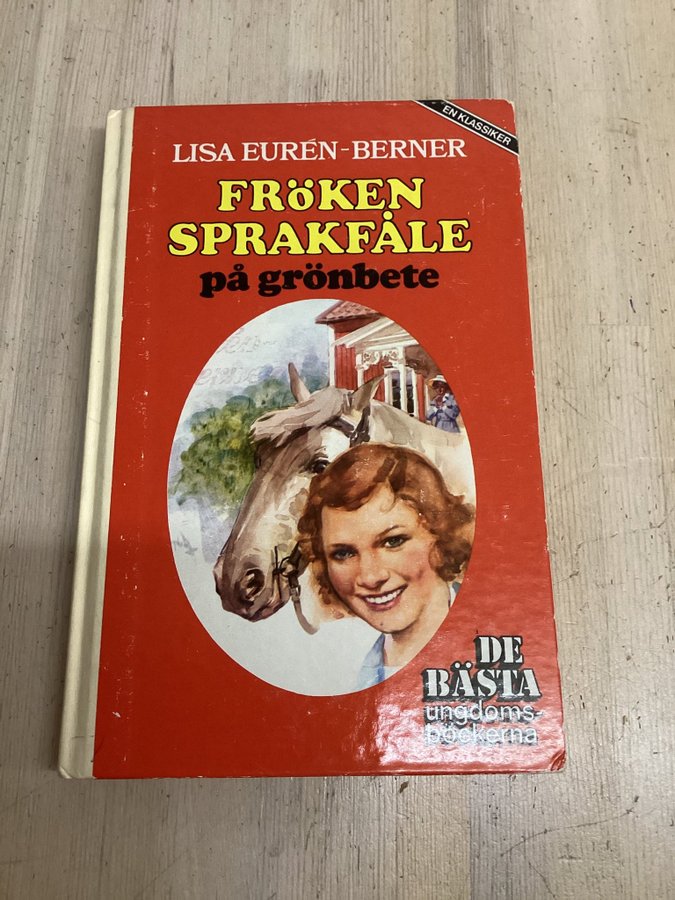 EN KLASSIKER
LISA EURÉN-BERNER
FRÖKEN
SPRAKFÅLE
på grönbete
DE
BÄSTA
ungdoms-
böckerna